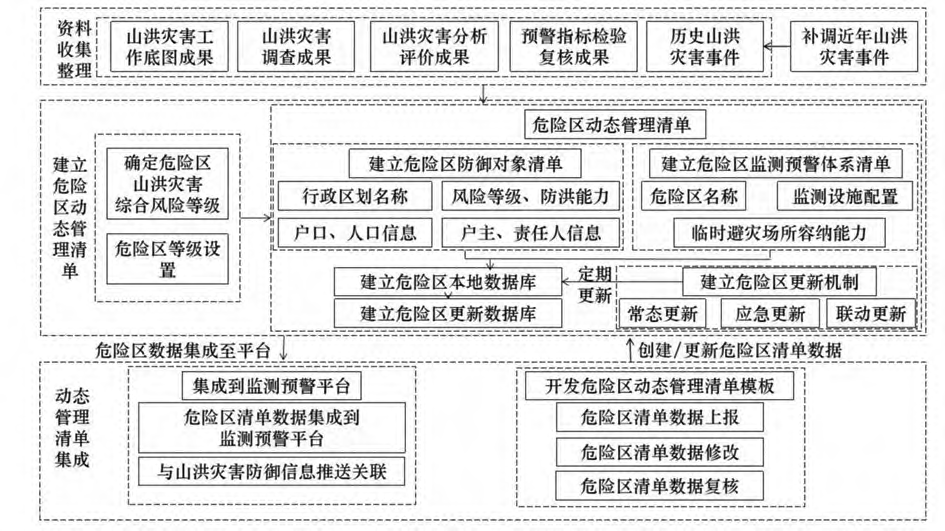 资料
收集
整理
山洪灾害工
作底图成果
山洪灾害
调查成果
山洪灾害分析
评价成果
预警指标检验
复核成果
历史山洪
灾害事件
补调近年山洪
灾害事件
建立
危险
区动
态管
理清
单
确定危险区
山洪灾害
综合风险等级
危险区等级设
置
危险区动态管理清单
建立危险区防御对象清单
行政区划名称
风险等级、防洪能力
户口、人口信息
户主、责任人信息
建立危险区监测预警体系清单
危险区名称
监测设施配置
临时避灾场所容纳能力
建立危险区本地数据库
建立危险区更新数据库
定期
更新
建立危险区更新机制
常态更新
应急更新
联动更新
危险区数据集成至平台
创建/更新危险区清单数据
动态
管理
清单
集成
集成到监测预警平台
危险区清单数据集成到
监测预警平台
与山洪灾害防御信息推送关联
开发危险区动态管理清单模板
危险区清单数据上报
危险区清单数据修改
危险区清单数据复核